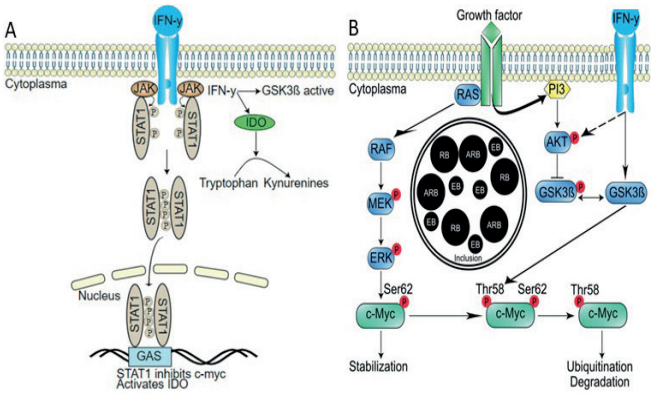 A
IFN-γ
Cytoplasma
JAK
JAK
STAT1
STAT1
P
P
P
P
IFN-γ
GSK3ß active
IDO
Tryptophan
Kynurenines
STAT1
STAT1
P
P
P
P
Nucleus
STAT1
STAT1
P
P
P
P
GAS
STAT1 inhibits c-myc
Activates IDO
B
Growth factor
IFN-γ
Cytoplasma
RAS
PI3
RAF
AKT
P
MEK
P
GSK3ß
P
GSK3ß
ERK
P
RB
ARB
EB
EB
RB
ARB
EB
EB
RB
ARB
EB
EB
Inclusion
Ser62
P
c-Myc
Thr58
Ser62
P
P
c-Myc
Thr58
P
c-Myc
Stabilization
Ubiquitination
Degradation